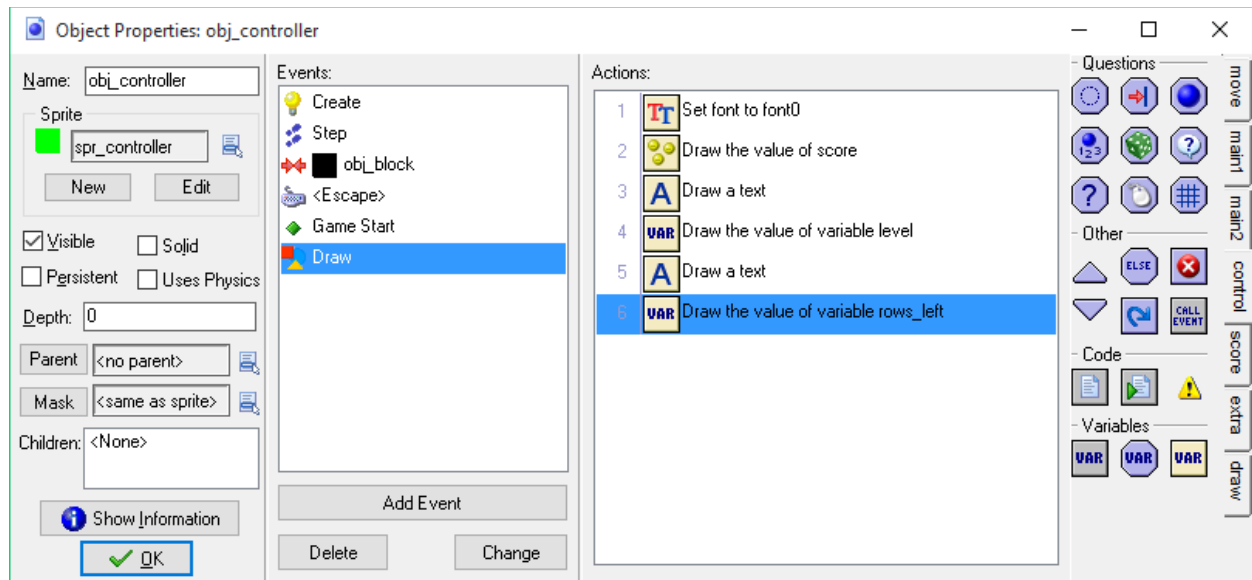 Object Properties: obj_controller
Name: obj_controller
Sprite
spr_controller
New Edit
Visible Solid
Persistent Uses Physics
Depth: 0
Parent <no parent>
Mask <same as sprite>
Children: <None>
Show Information
OK
Events:
Create
Step
obj_block
<Escape>
Game Start
Draw
Add Event
Delete Change
Actions:
1 TT Set font to font0
2 Draw the value of score
3 A Draw a text
4 VAR Draw the value of variable level
5 A Draw a text
6 VAR Draw the value of variable rows_left
Questions
123 ?
?
Other
ELSE
CALL EVENT
Code
Variables
VAR VAR VAR
move
main1
main2
control
score
extra
draw